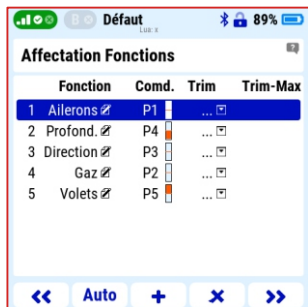 B Défaut 89%
Lua: x
Affectation Fonctions
Fonction Comd. Trim Trim-Max
1 Ailerons P1 ...
2 Profond. P4 ...
3 Direction P3 ...
4 Gaz P2 ...
5 Volets P5 ...
Auto